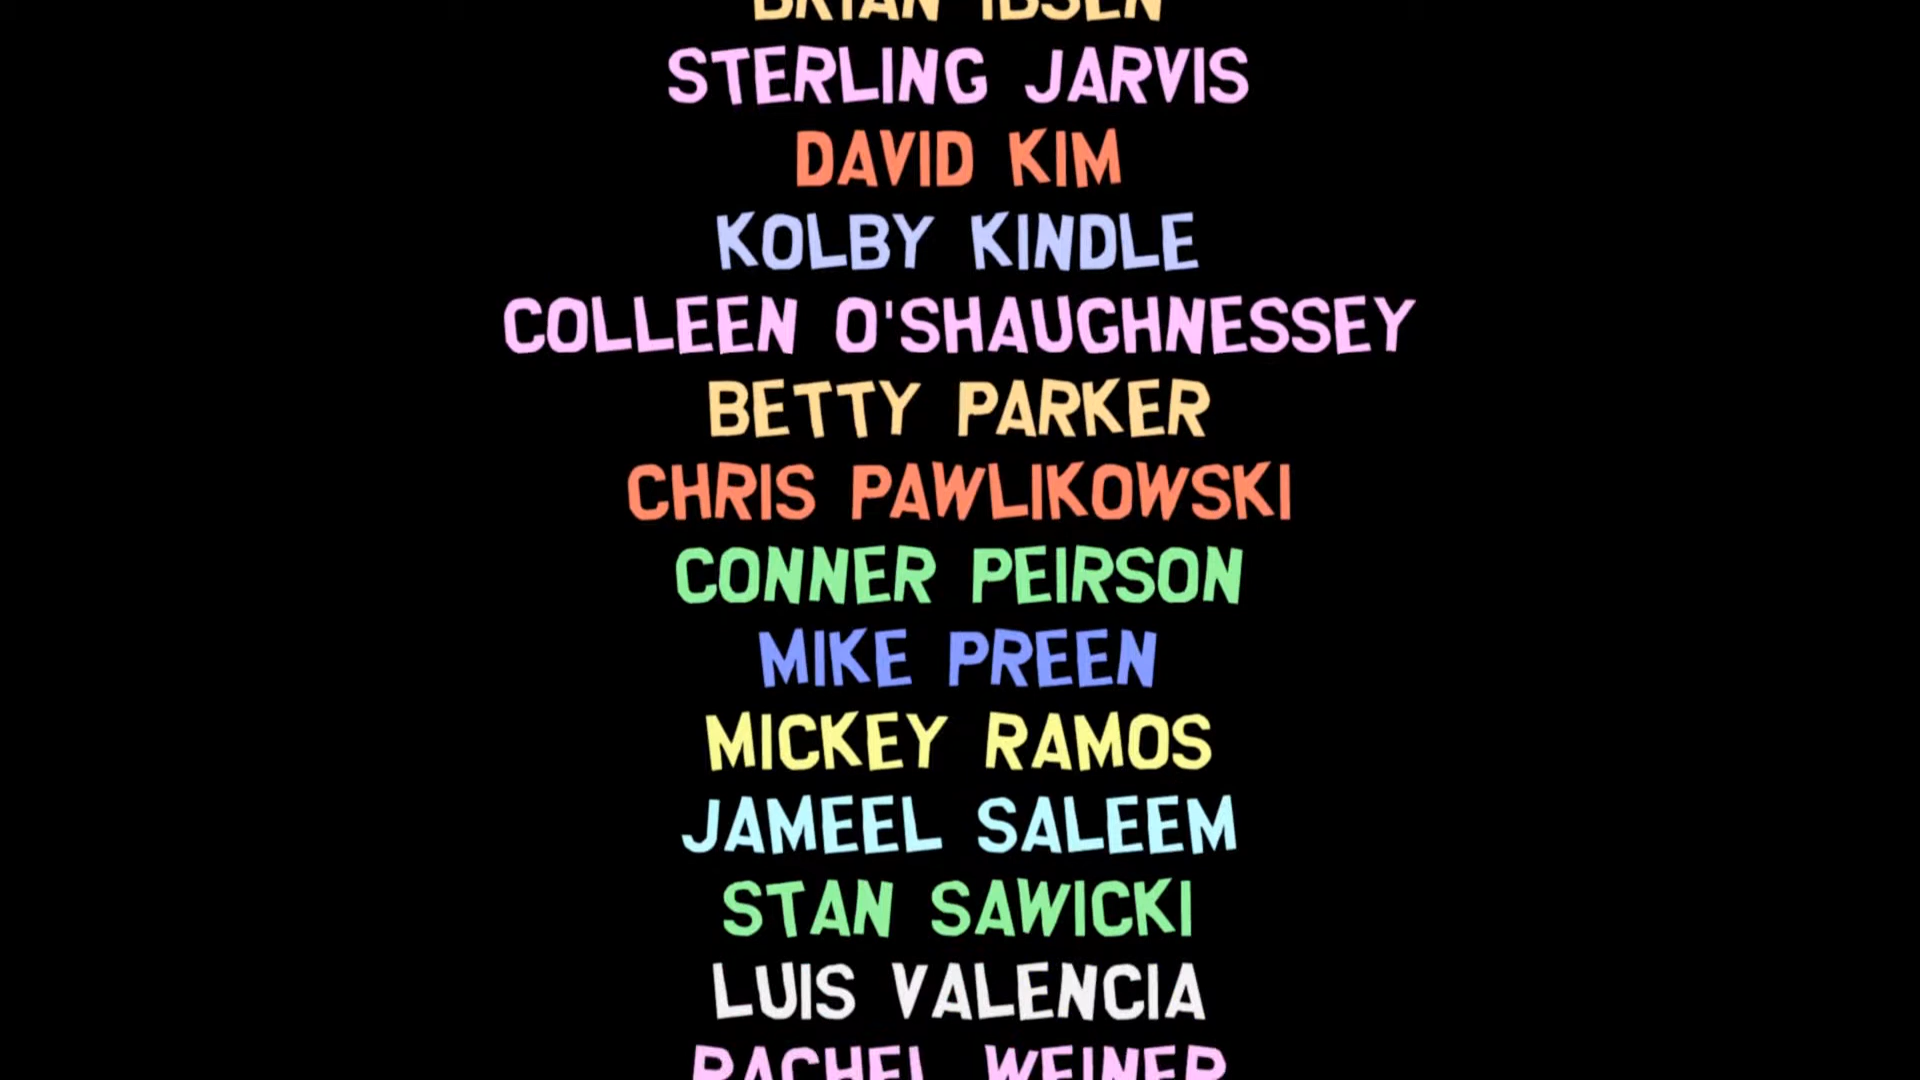 BRIAN IBSEN
STERLING JARVIS
DAVID KIM
KOLBY KINDLE
COLLEEN O'SHAUGHNESSEY
BETTY PARKER
CHRIS PAWLIKOWSKI
CONNER PEIRSON
MIKE PREEN
MICKEY RAMOS
JAMEEL SALEEM
STAN SAWICKI
LUIS VALENCIA
RACHEL WEINER